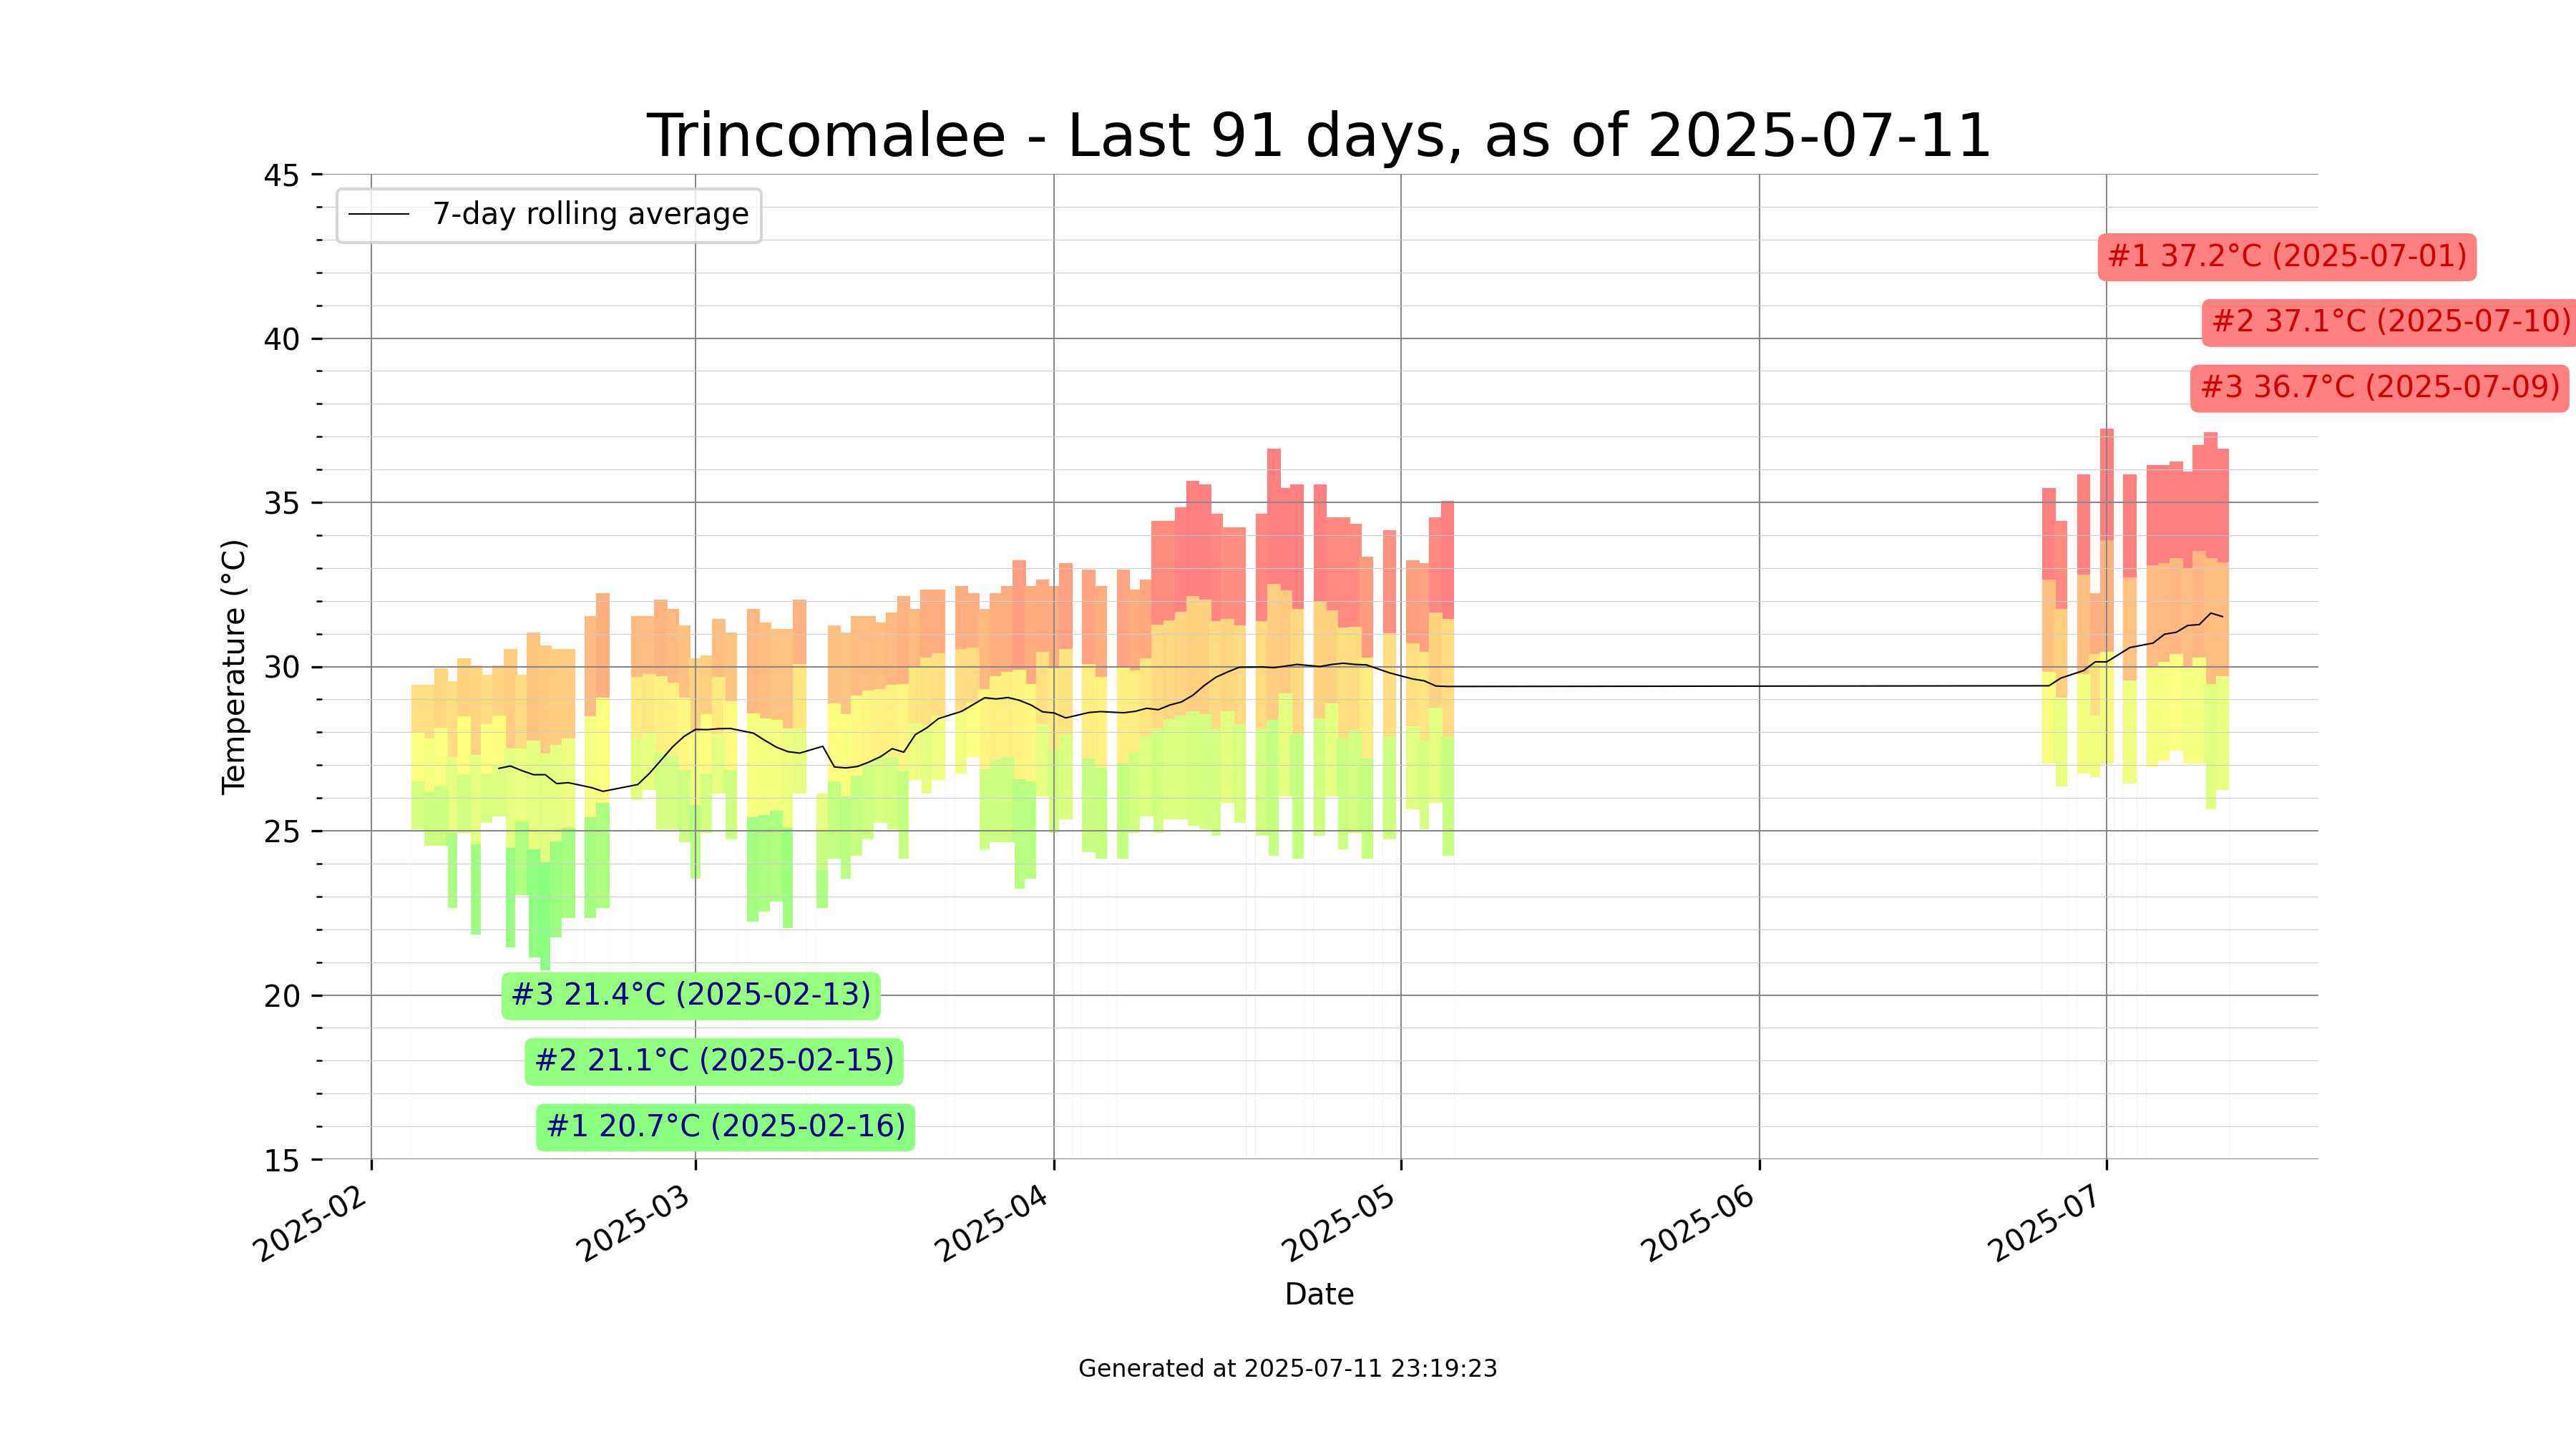 Trincomalee - Last 91 days, as of 2025-07-11
45
7-day rolling average
#1 37.2°C (2025-07-01)
#2 37.1°C (2025-07-10)
40
#3 36.7°C (2025-07-09)
35
Temperature (°C)
30
25
20
#3 21.4°C (2025-02-13)
#2 21.1°C (2025-02-15)
#1 20.7°C (2025-02-16)
15
2025-02
2025-03
2025-04
2025-05
2025-06
2025-07
Date
Generated at 2025-07-11 23:19:23